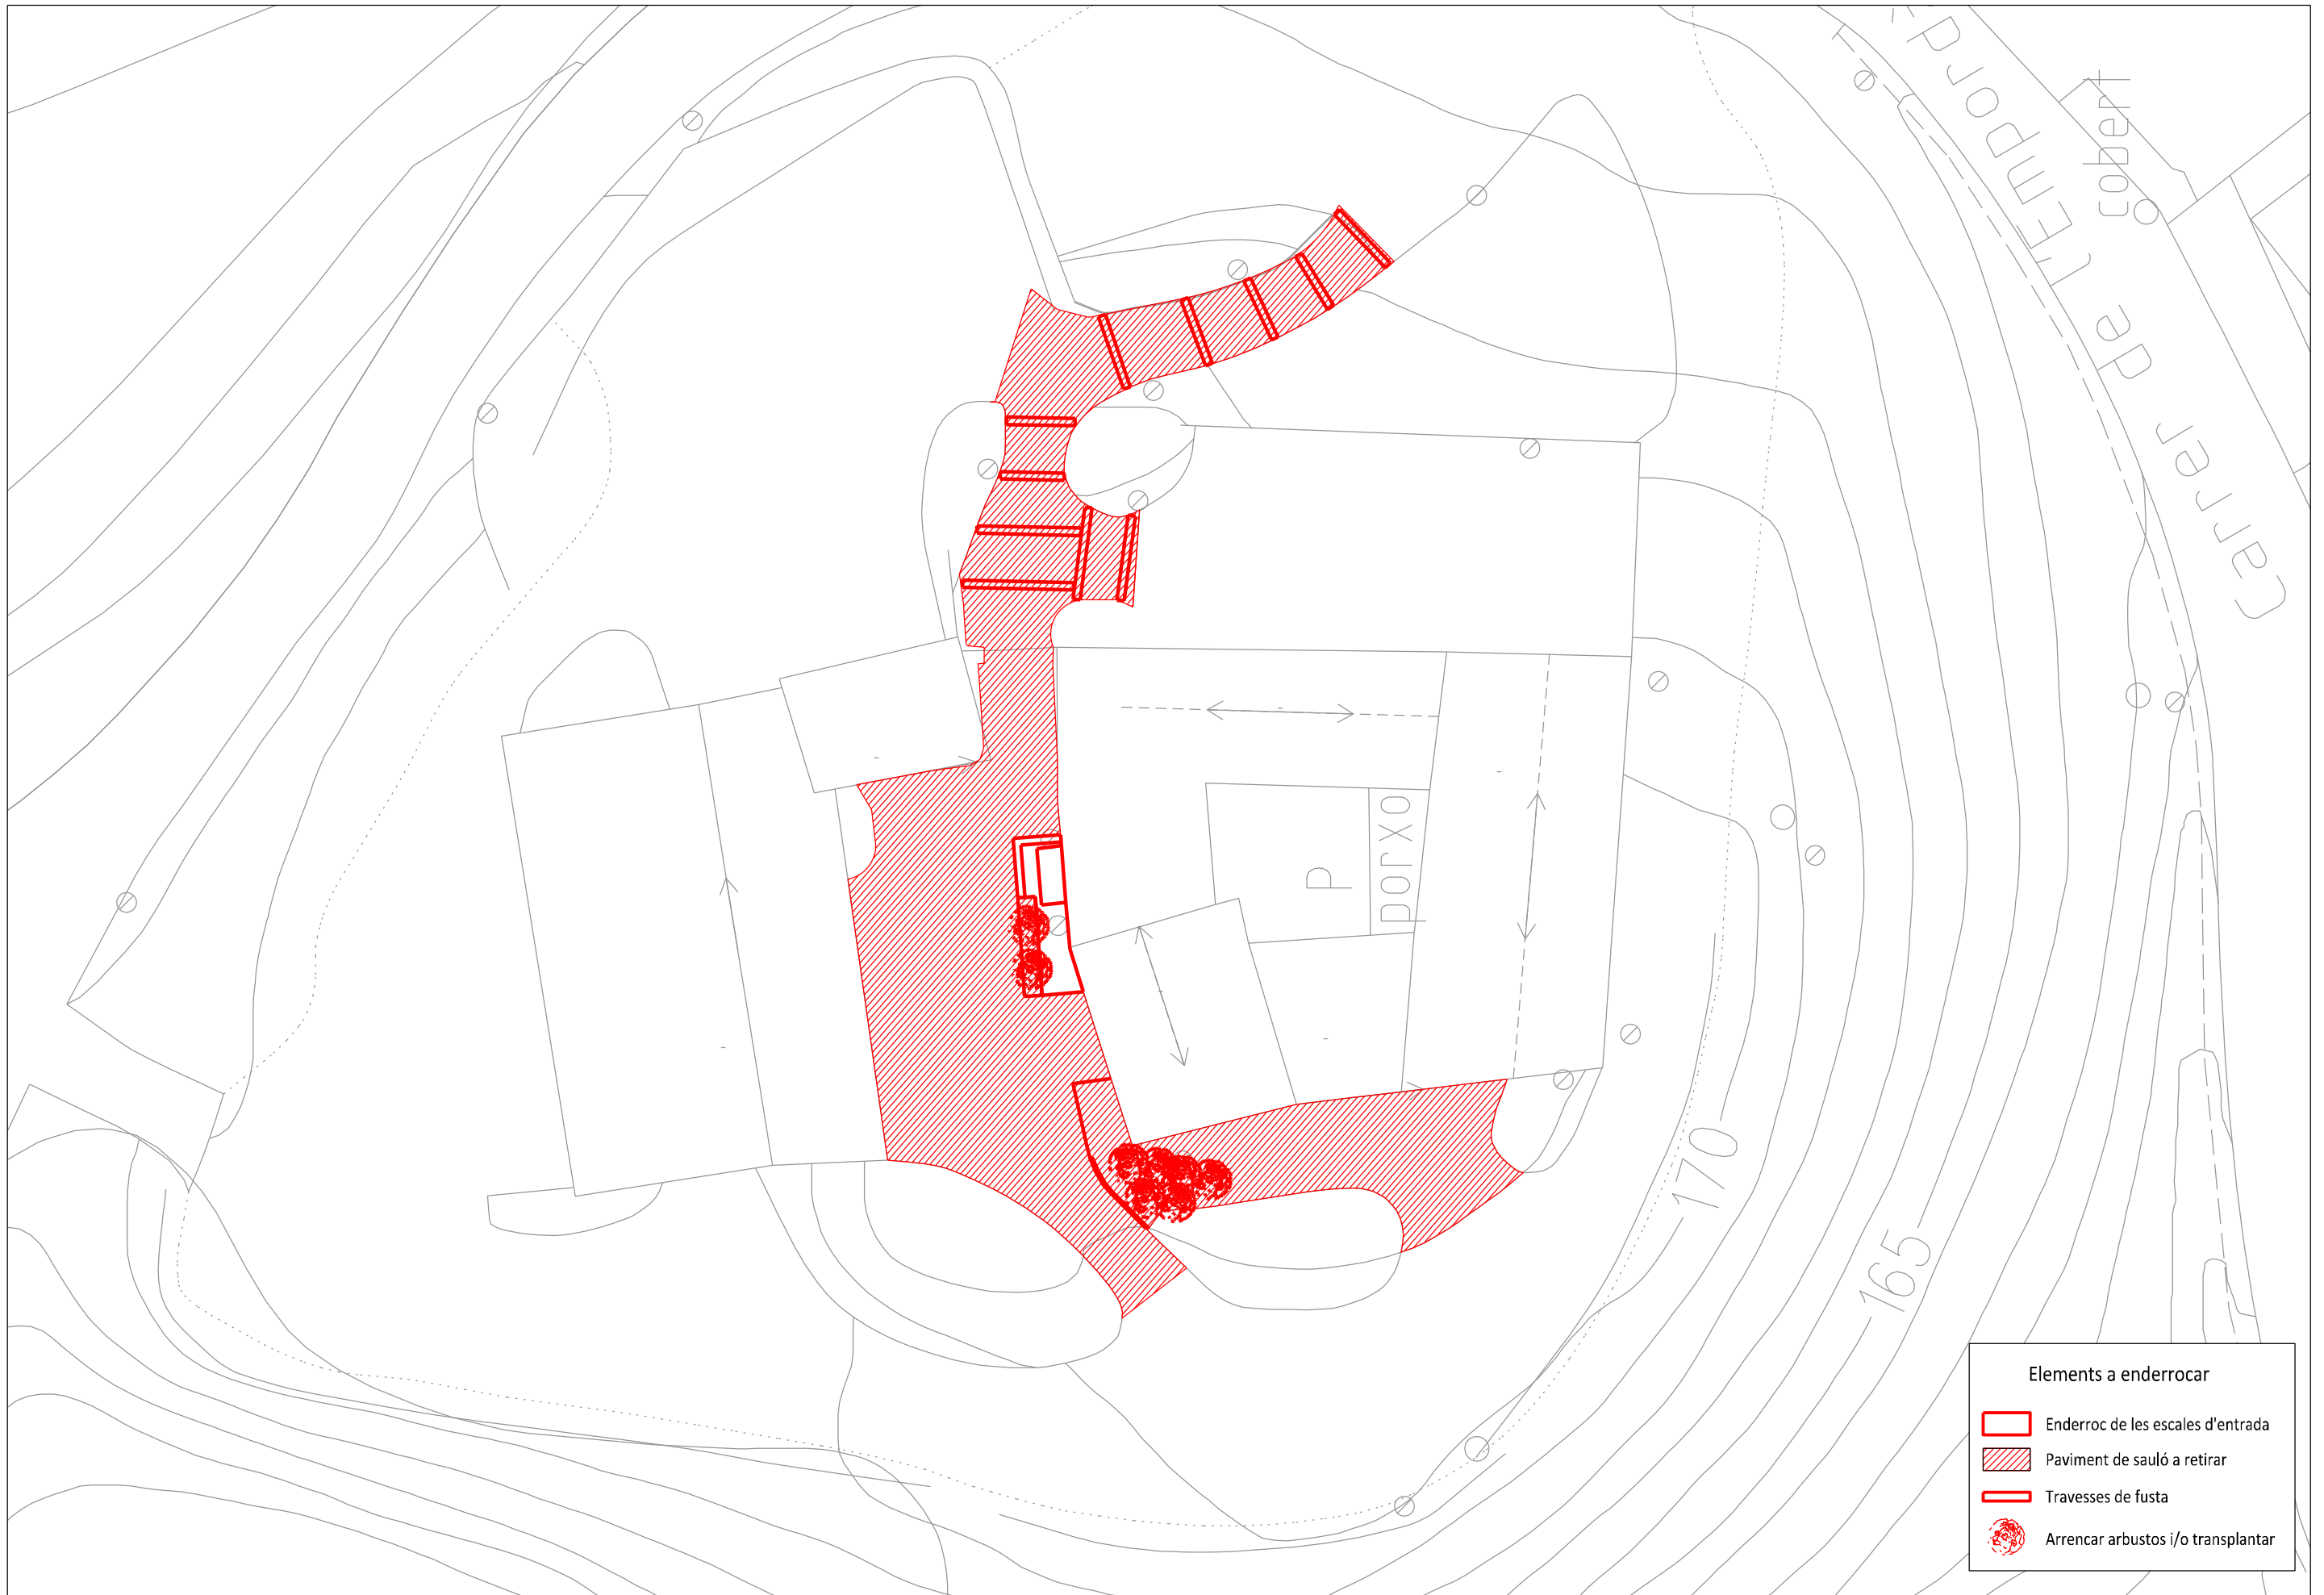 Carrer de l'Empord
cobert
P
porxo
170
165
Elements a enderrocar
Enderroc de les escales d'entrada
Paviment de sauló a retirar
Travesses de fusta
Arrencar arbustos i/o transplantar